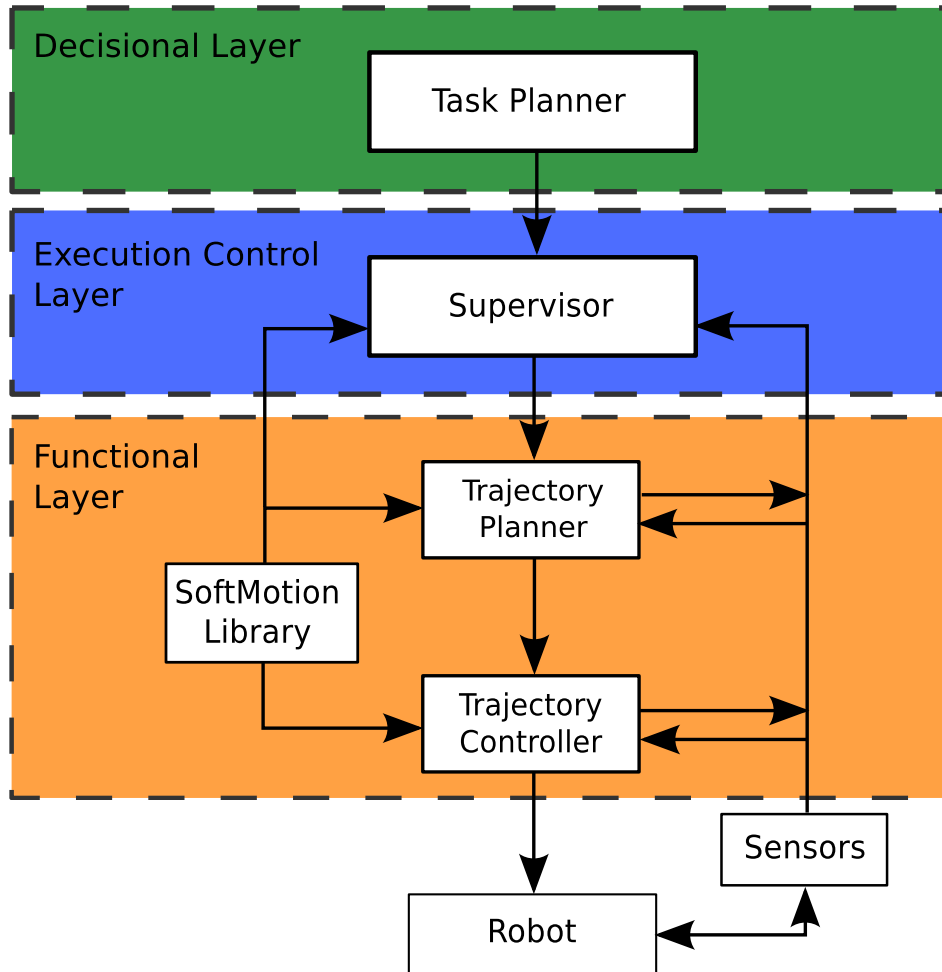 Decisional Layer
Task Planner
Execution Control
Layer
Supervisor
Functional
Layer
Trajectory
Planner
SoftMotion
Library
Trajectory
Controller
Sensors
Robot